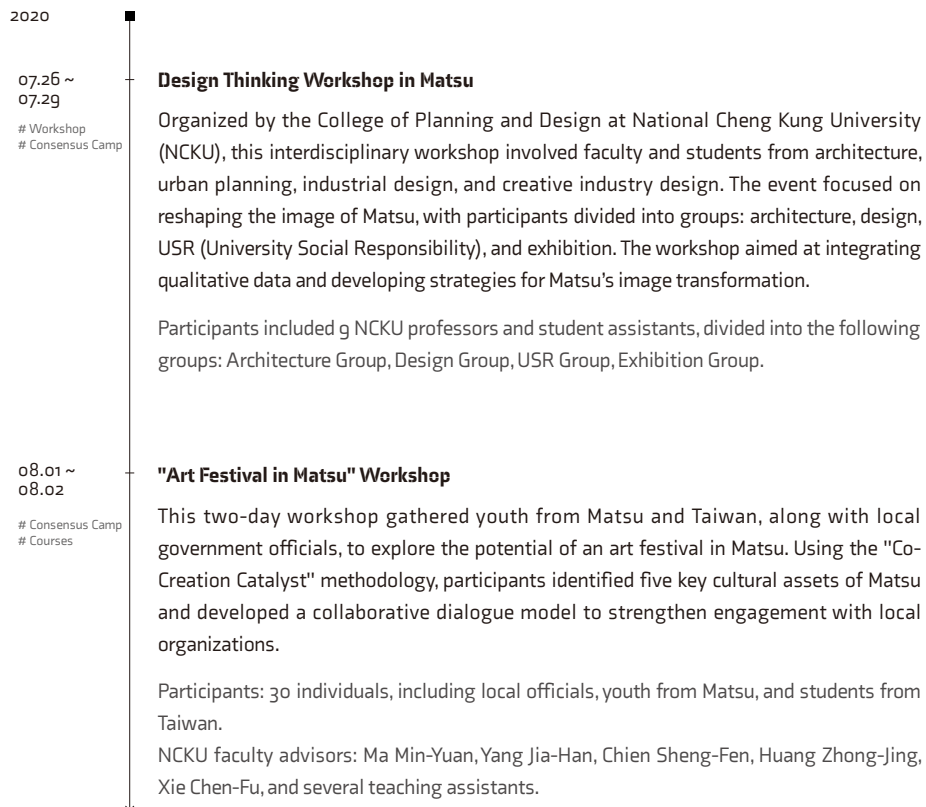 2020
07.26 ~
07.29
# Workshop
# Consensus Camp
Design Thinking Workshop in Matsu
Organized by the College of Planning and Design at National Cheng Kung University
(NCKU), this interdisciplinary workshop involved faculty and students from architecture,
urban planning, industrial design, and creative industry design. The event focused on
reshaping the image of Matsu, with participants divided into groups: architecture, design,
USR (University Social Responsibility), and exhibition. The workshop aimed at integrating
qualitative data and developing strategies for Matsu's image transformation.
Participants included 9 NCKU professors and student assistants, divided into the following
groups: Architecture Group, Design Group, USR Group, Exhibition Group.
08.01 ~
08.02
# Consensus Camp
# Courses
"Art Festival in Matsu" Workshop
This two-day workshop gathered youth from Matsu and Taiwan, along with local
government officials, to explore the potential of an art festival in Matsu. Using the "Co-
Creation Catalyst" methodology, participants identified five key cultural assets of Matsu
and developed a collaborative dialogue model to strengthen engagement with local
organizations.
Participants: 30 individuals, including local officials, youth from Matsu, and students from
Taiwan.
NCKU faculty advisors: Ma Min-Yuan, Yang Jia-Han, Chien Sheng-Fen, Huang Zhong-Jing,
Xie Chen-Fu, and several teaching assistants.